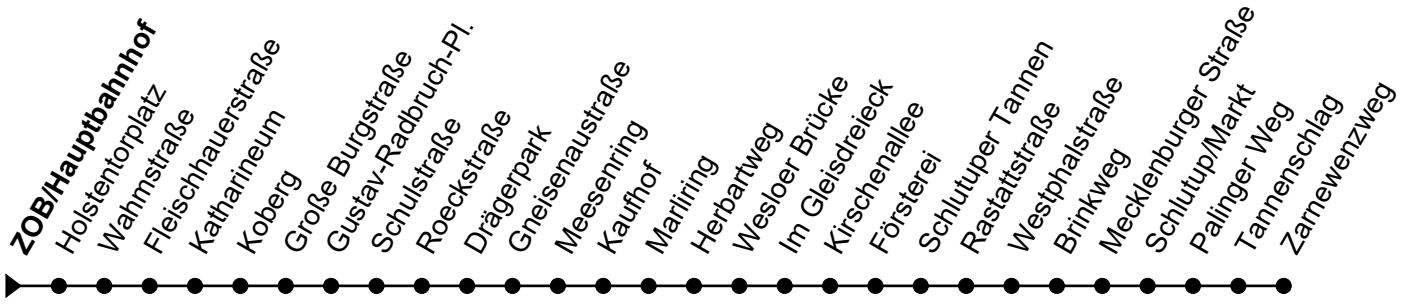 ZOB/Hauptbahnhof
Holstentorplatz
Wahmstraße
Fleischhauerstraße
Katharineum
Koberg
Große Burgstraße
Gustav-Radbruch-Pl.
Schulstraße
Roeckstraße
Drägerpark
Gneisenaustraße
Meesenring
Kaufhof
Marliring
Herbartweg
Wesloer Brücke
Im Gleisdreieck
Kirschenallee
Försterei
Schlutuper Tannen
Rastattstraße
Westphalstraße
Brinkweg
Mecklenburger Straße
Schlutup/Markt
Palinger Weg
Tannenschlag
Zarnewenzweg